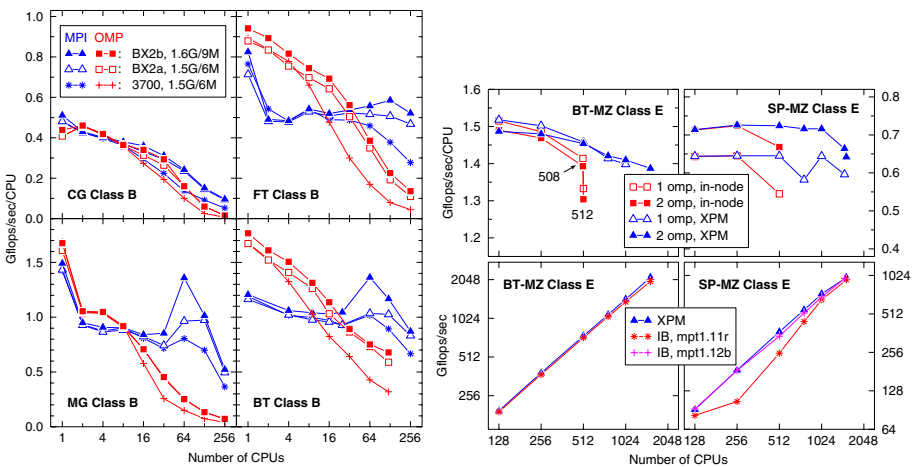 MPI OMP
: BX2b, 1.6G/9M
: BX2a, 1.5G/6M
: 3700, 1.5G/6M
1.0
0.8
0.6
0.4
0.2
0.0
CG Class B
FT Class B
Gflops/sec/CPU
1.5
1.0
0.5
0.0
MG Class B
BT Class B
1 4 16 64 256
1 4 16 64 256
Number of CPUs
BT-MZ Class E
SP-MZ Class E
1.6
1.5
1.4
1.3
1.2
Gflops/sec/CPU
0.8
0.7
0.6
0.5
0.4
508
512
1 omp, in-node
2 omp, in-node
1 omp, XPM
2 omp, XPM
BT-MZ Class E
SP-MZ Class E
2048
1024
512
256
Gflops/sec
1024
512
256
128
64
XPM
IB, mpt1.11r
IB, mpt1.12b
128 256 512 1024 2048
128 256 512 1024 2048
Number of CPUs